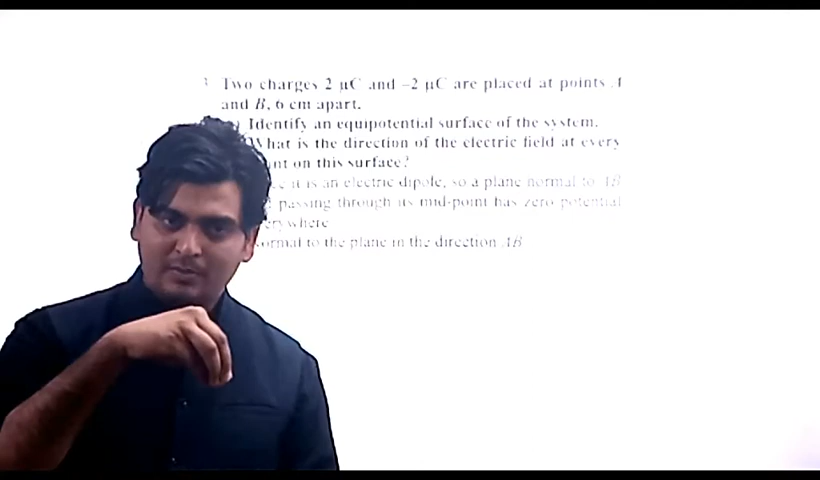 Two charges 2 μC and –2 μC are placed at points A
and B, 6 cm apart.
Identify an equipotential surface of the system.
What is the direction of the electric field at every
on this surface?
it is an electric dipole, so a plane normal to AB
passing through its mid-point has zero potential
Normal to the plane in the direction AB